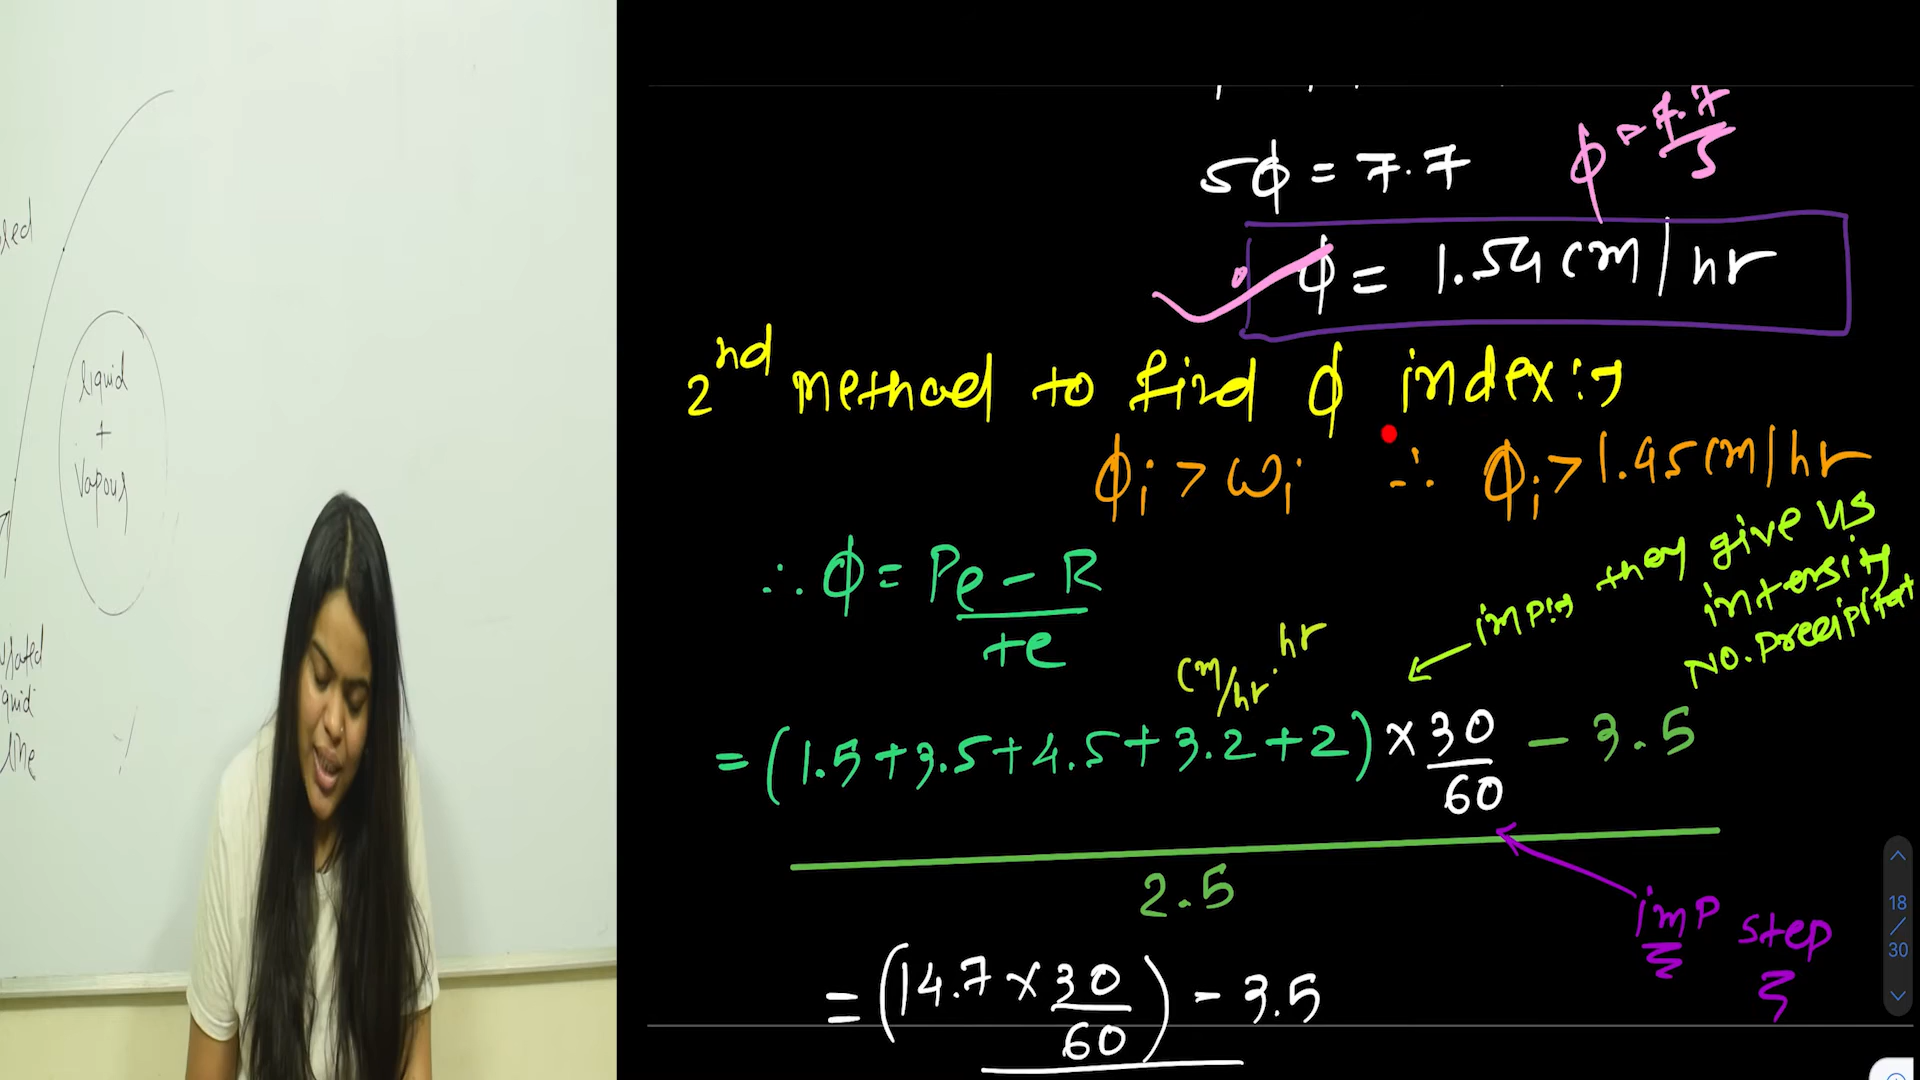 liquid
+
Vapour
line
5ϕ = 7.7
ϕ = 7.7/5
ϕ = 1.54 cm/hr
2nd method to find ϕ index:→
ϕi > ωi ∴ ϕi > 1.45 cm/hr
∴ ϕ = Pe - R / te
imp:→ they give us
intensity
No. precipitat
cm/hr . hr
= (1.5+3.5+4.5+3.2+2) × 30/60 - 3.5
2.5
imp step
= (14.7 × 30/60) - 3.5
18
/
30